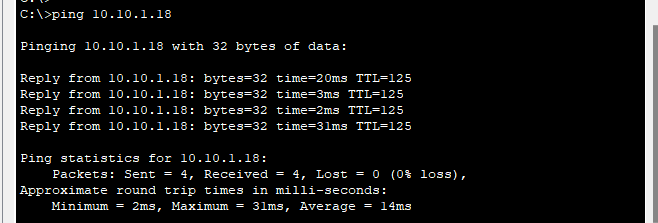 C:\>ping 10.10.1.18
Pinging 10.10.1.18 with 32 bytes of data:
Reply from 10.10.1.18: bytes=32 time=20ms TTL=125
Reply from 10.10.1.18: bytes=32 time=3ms TTL=125
Reply from 10.10.1.18: bytes=32 time=2ms TTL=125
Reply from 10.10.1.18: bytes=32 time=31ms TTL=125
Ping statistics for 10.10.1.18:
Packets: Sent = 4, Received = 4, Lost = 0 (0% loss),
Approximate round trip times in milli-seconds:
Minimum = 2ms, Maximum = 31ms, Average = 14ms